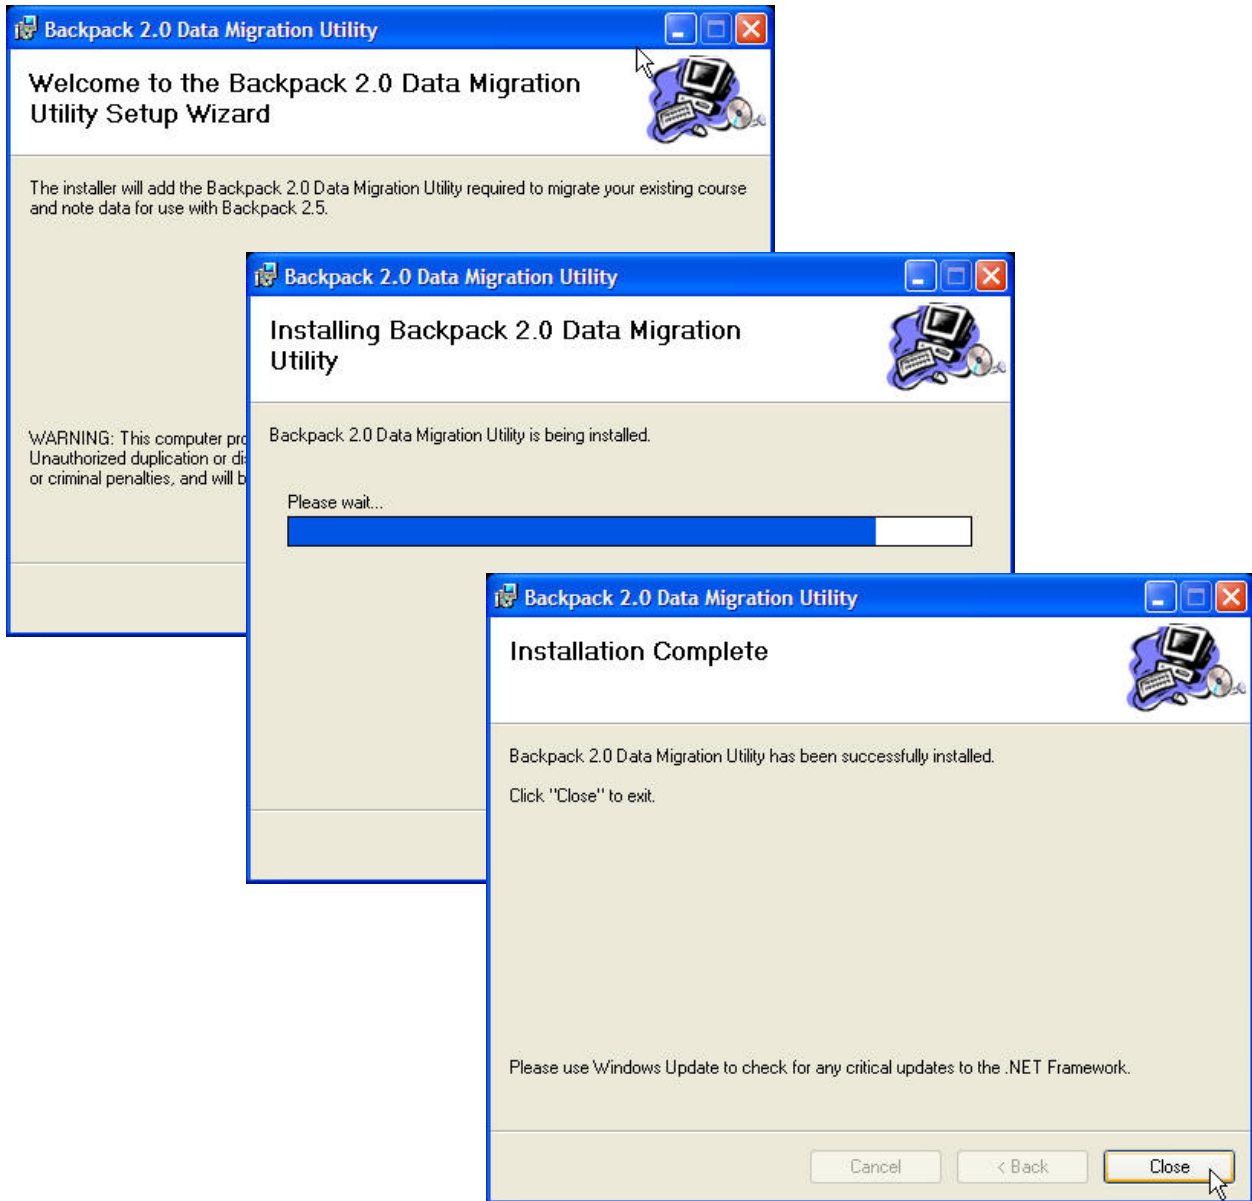 Backpack 2.0 Data Migration Utility
Welcome to the Backpack 2.0 Data Migration
Utility Setup Wizard
The installer will add the Backpack 2.0 Data Migration Utility required to migrate your existing course
and note data for use with Backpack 2.5.
WARNING: This computer
Unauthorized duplication or
or criminal penalties, and will
Backpack 2.0 Data Migration Utility
Installing Backpack 2.0 Data Migration
Utility
Backpack 2.0 Data Migration Utility is being installed.
Please wait...
Backpack 2.0 Data Migration Utility
Installation Complete
Backpack 2.0 Data Migration Utility has been successfully installed.
Click "Close" to exit.
Please use Windows Update to check for any critical updates to the .NET Framework.
Cancel
< Back
Close